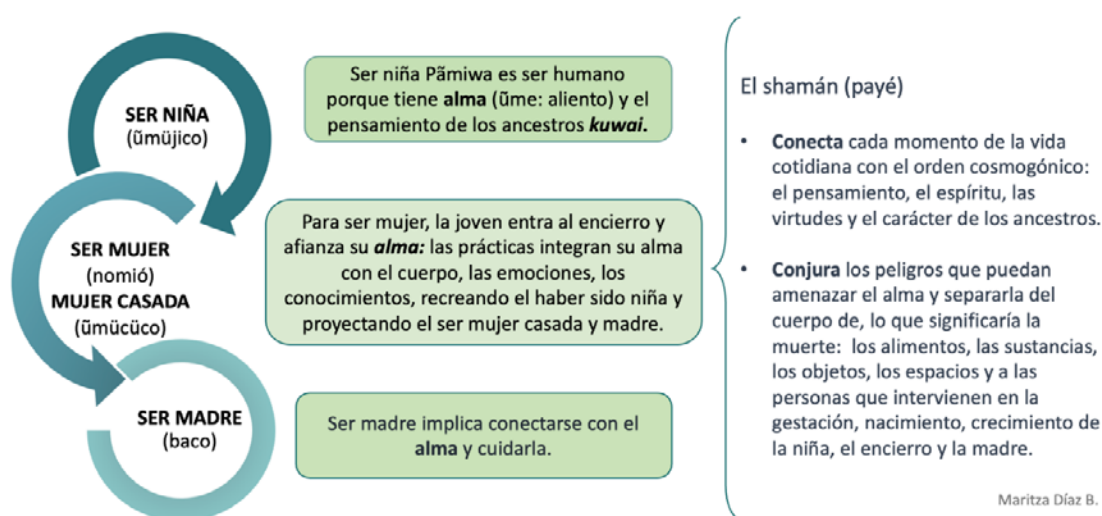 SER NIÑA
(ũmüjico)
Ser niña Pãmiwa es ser humano
porque tiene alma (ũme: aliento) y el
pensamiento de los ancestros kuwai.
SER MUJER
(nomió)
MUJER CASADA
(ũmücüco)
Para ser mujer, la joven entra al encierro y
afianza su alma: las prácticas integran su alma
con el cuerpo, las emociones, los
conocimientos, recreando el haber sido niña y
proyectando el ser mujer casada y madre.
SER MADRE
(baco)
Ser madre implica conectarse con el
alma y cuidarla.
El shamán (payé)
• Conecta cada momento de la vida
cotidiana con el orden cosmogónico:
el pensamiento, el espíritu, las
virtudes y el carácter de los ancestros.
• Conjura los peligros que puedan
amenazar el alma y separarla del
cuerpo de, lo que significaría la
muerte: los alimentos, las sustancias,
los objetos, los espacios y a las
personas que intervienen en la
gestación, nacimiento, crecimiento de
la niña, el encierro y la madre.
Maritza Díaz B.